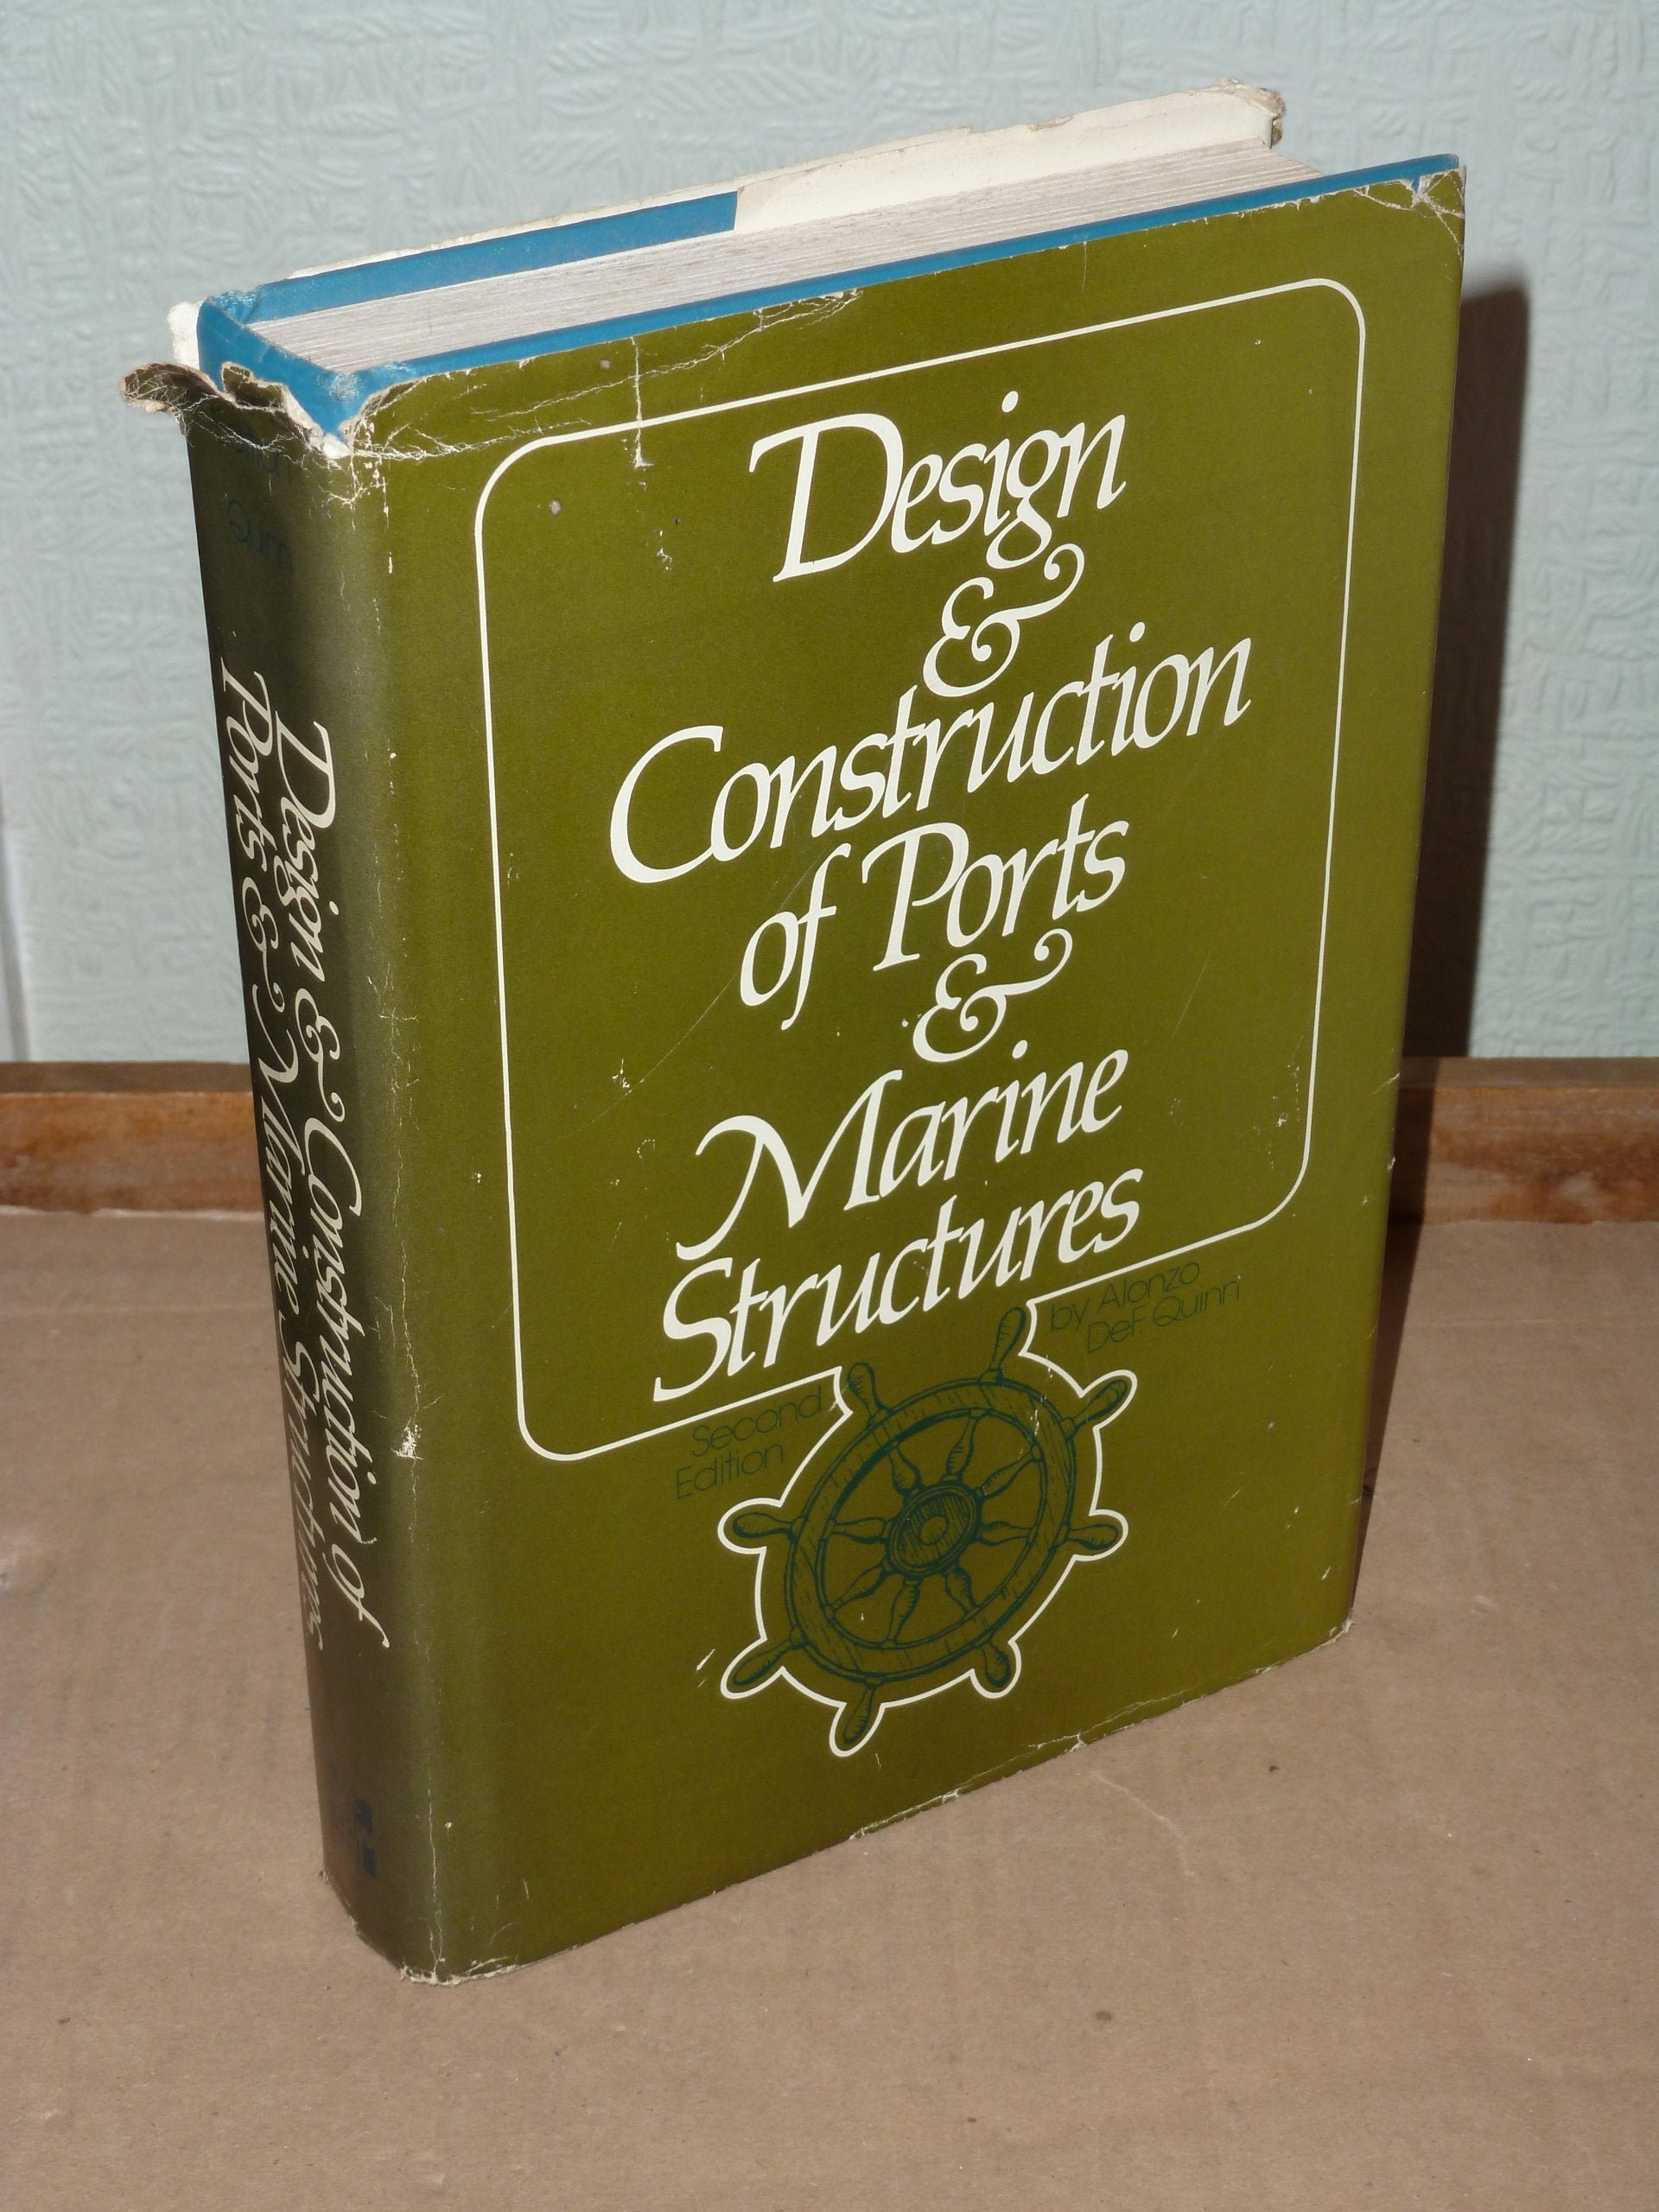 Design
&
Construction
of Ports
&
Marine
Structures
by Alonzo
DeF. Quinn
Second
Edition
Quinn
Design & Construction of
Ports & Marine Structures